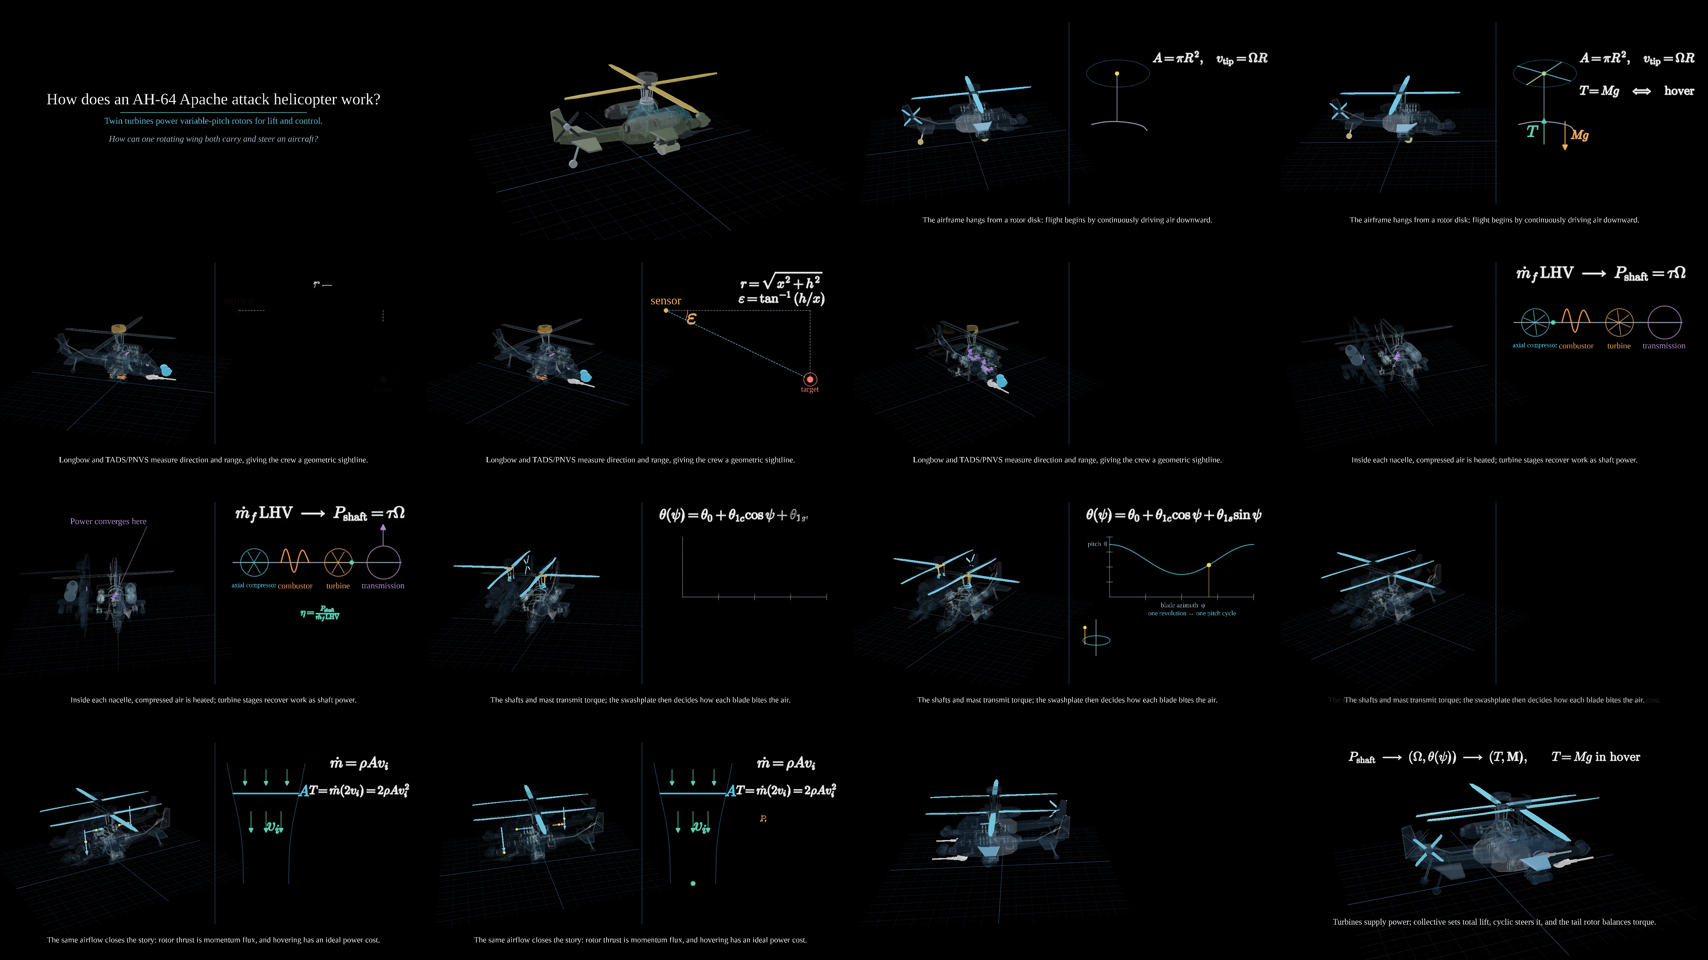 How does an AH-64 Apache attack helicopter work?
Twin turbines power variable-pitch rotors for lift and control.
How can one rotating wing both carry and steer an aircraft?
A = πR², v_tip = ΩR
The airframe hangs from a rotor disk: flight begins by continuously driving air downward.
A = πR², v_tip = ΩR
T = Mg ⟺ hover
T
Mg
The airframe hangs from a rotor disk: flight begins by continuously driving air downward.
r =
Longbow and TADS/PNVS measure direction and range, giving the crew a geometric sightline.
r = √(x² + h²)
ε = tan⁻¹(h/x)
sensor
ε
target
Longbow and TADS/PNVS measure direction and range, giving the crew a geometric sightline.
Longbow and TADS/PNVS measure direction and range, giving the crew a geometric sightline.
ṁ_f LHV → P_shaft = τΩ
axial compressor combustor turbine transmission
Inside each nacelle, compressed air is heated; turbine stages recover work as shaft power.
Power converges here
ṁ_f LHV → P_shaft = τΩ
axial compressor combustor turbine transmission
η = P_shaft / ṁ_f LHV
Inside each nacelle, compressed air is heated; turbine stages recover work as shaft power.
θ(ψ) = θ₀ + θ₁c cos ψ + θ₁s
The shafts and mast transmit torque; the swashplate then decides how each blade bites the air.
θ(ψ) = θ₀ + θ₁c cos ψ + θ₁s sin ψ
pitch θ
blade azimuth ψ
one revolution → one pitch cycle
The shafts and mast transmit torque; the swashplate then decides how each blade bites the air.
The shafts and mast transmit torque; the swashplate then decides how each blade bites the air.
ṁ = ρAv_i
A
T = ṁ(2v_i) = 2ρAv_i²
v_i
The same airflow closes the story: rotor thrust is momentum flux, and hovering has an ideal power cost.
ṁ = ρAv_i
A
T = ṁ(2v_i) = 2ρAv_i²
P_i
v_i
The same airflow closes the story: rotor thrust is momentum flux, and hovering has an ideal power cost.
P_shaft → (Ω, θ(ψ)) → (T, M), T = Mg in hover
Turbines supply power; collective sets total lift, cyclic steers it, and the tail rotor balances torque.